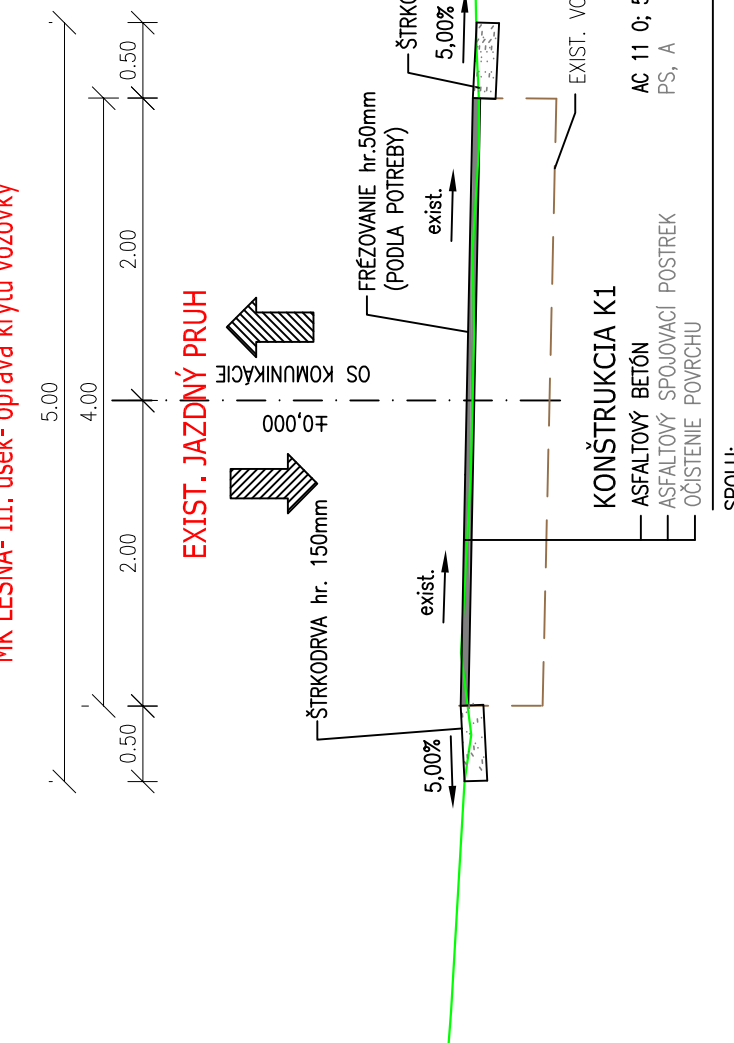 MK LESNÁ- III. úsek- oprava krytu vozovky
5.00
4.00
0.50
2.00
2.00
0.50
EXIST. JAZDNÝ PRUH
±0,000
OS KOMUNIKÁCIE
ŠTRKODRVA hr. 150mm
FRÉZOVANIE hr.50mm
(PODLA POTREBY)
5,00%
exist.
exist.
5,00%
EXIST.
KONŠTRUKCIA K1
ASFALTOVÝ BETÓN
AC 11 O;
ASFALTOVÝ SPOJOVACÍ POSTREK
PS, A
OČISTENIE POVRCHU
SPOLU: